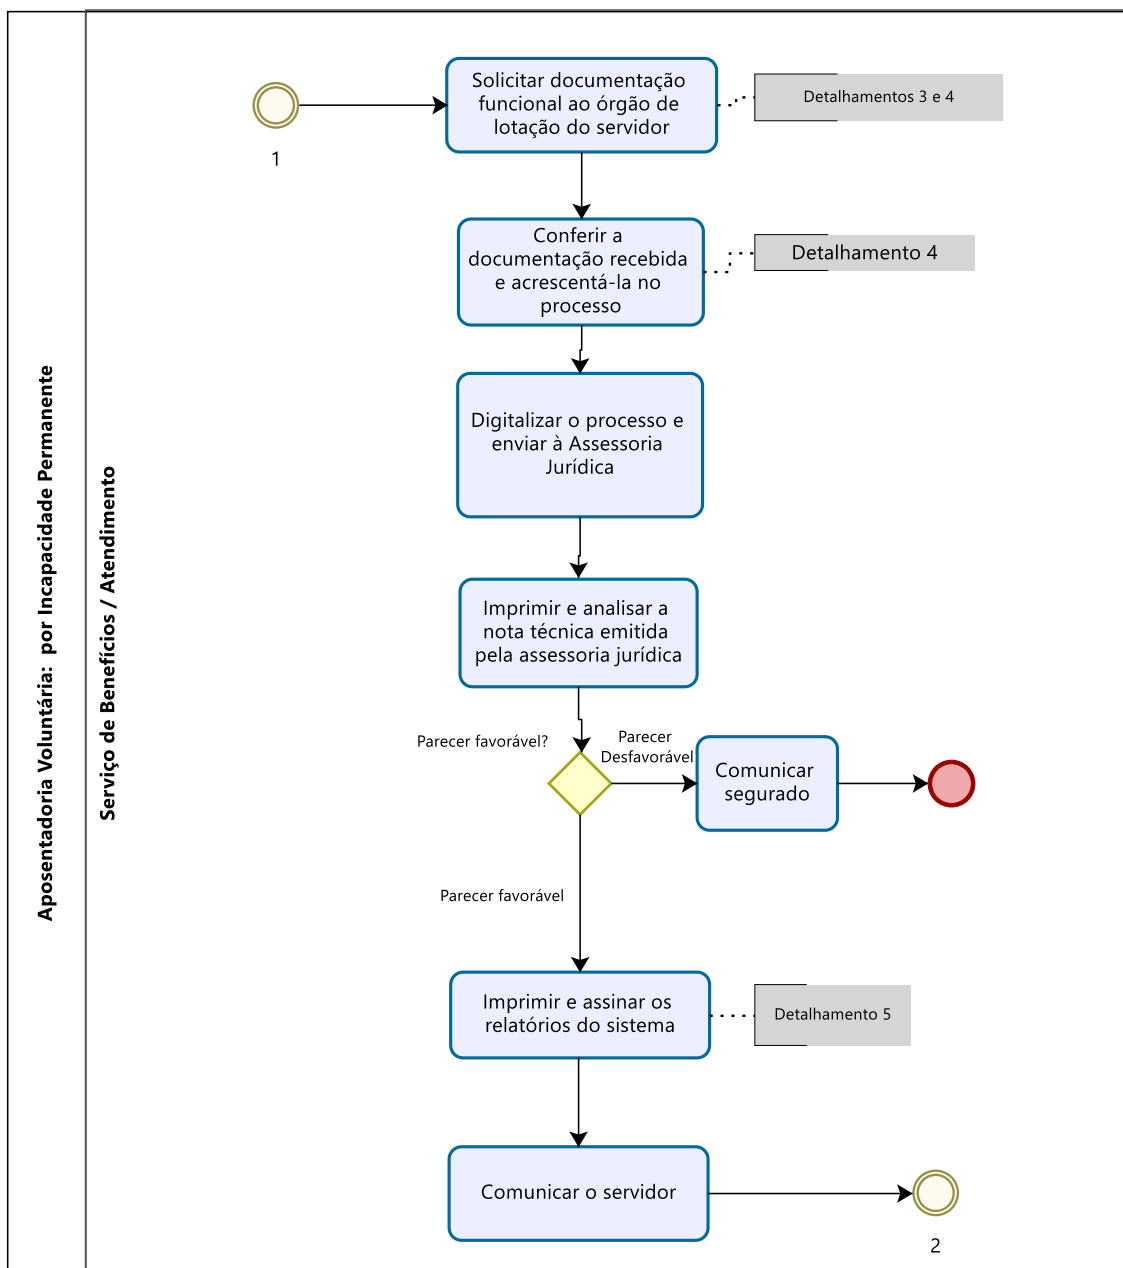 Aposentadoria Voluntária:  por Incapacidade Permanente
Serviço de Benefícios / Atendimento
1
Solicitar documentação
funcional ao órgão de
lotação do servidor
Detalhamentos 3 e 4
Conferir a
documentação recebida
e acrescentá-la no
processo
Detalhamento 4
Digitalizar o processo e
enviar à Assessoria
Jurídica
Imprimir e analisar a
nota técnica emitida
pela assessoria jurídica
Parecer favorável?
Parecer
Desfavorável
Comunicar
segurado
Parecer favorável
Imprimir e assinar os
relatórios do sistema
Detalhamento 5
Comunicar o servidor
2